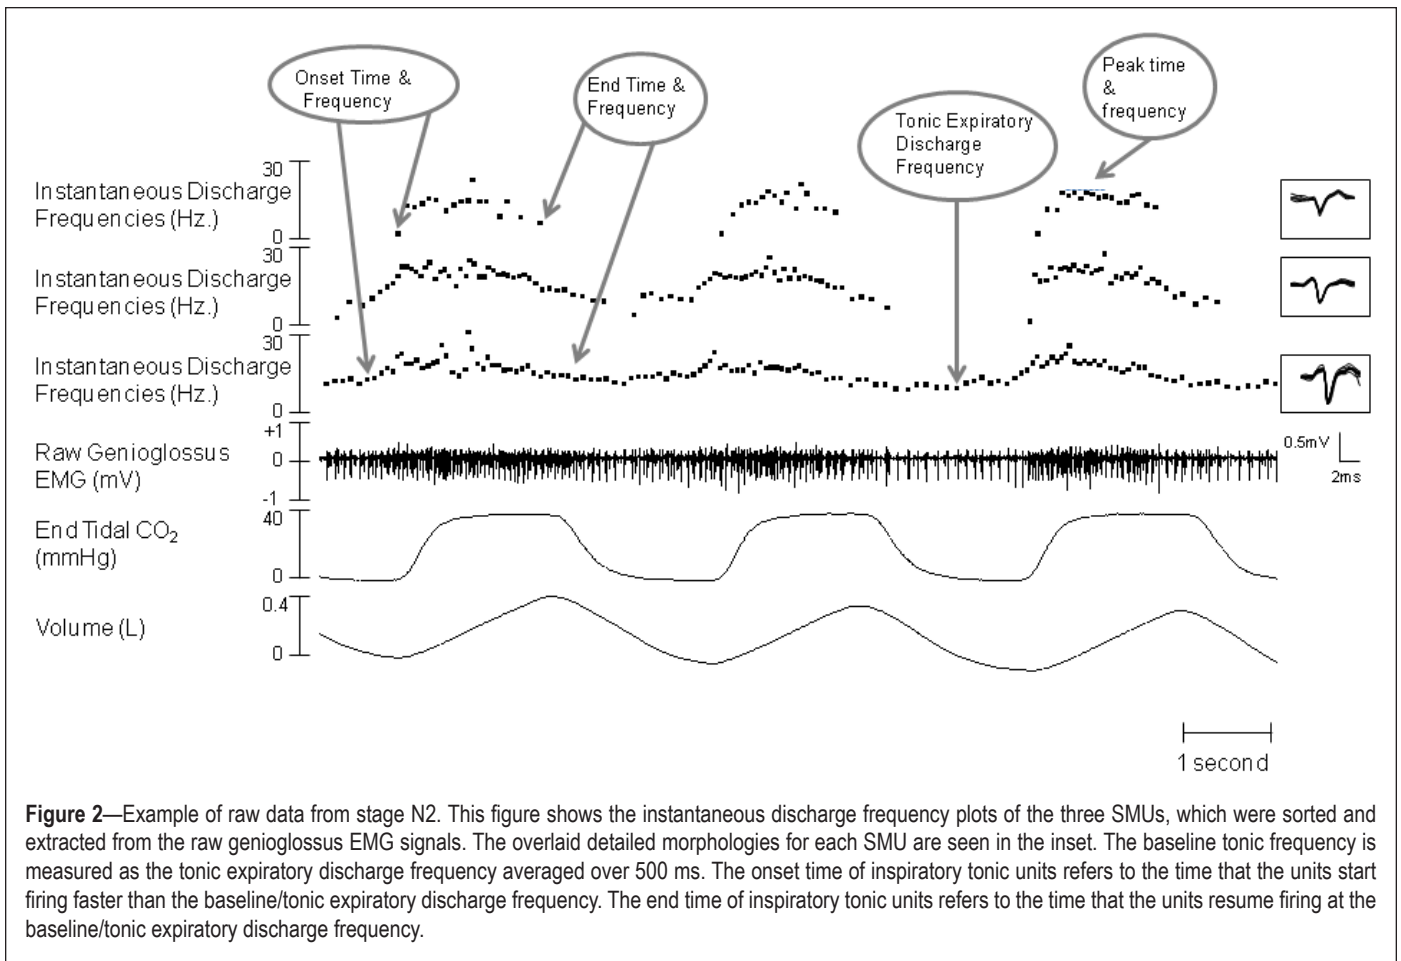 Onset Time &
Frequency
End Time &
Frequency
Tonic Expiratory
Discharge
Frequency
Peak time
&
frequency
30
Instantaneous Discharge
Frequencies (Hz.)
0
30
Instantaneous Discharge
Frequencies (Hz.)
0
30
Instantaneous Discharge
Frequencies (Hz.)
0
+1
Raw Genioglossus
EMG (mV)
0
-1
0.5mV
2ms
40
End Tidal CO₂
(mmHg)
0
0.4
Volume (L)
0
1 second
Figure 2—Example of raw data from stage N2. This figure shows the instantaneous discharge frequency plots of the three SMUs, which were sorted and
extracted from the raw genioglossus EMG signals. The overlaid detailed morphologies for each SMU are seen in the inset. The baseline tonic frequency is
measured as the tonic expiratory discharge frequency averaged over 500 ms. The onset time of inspiratory tonic units refers to the time that the units start
firing faster than the baseline/tonic expiratory discharge frequency. The end time of inspiratory tonic units refers to the time that the units resume firing at the
baseline/tonic expiratory discharge frequency.